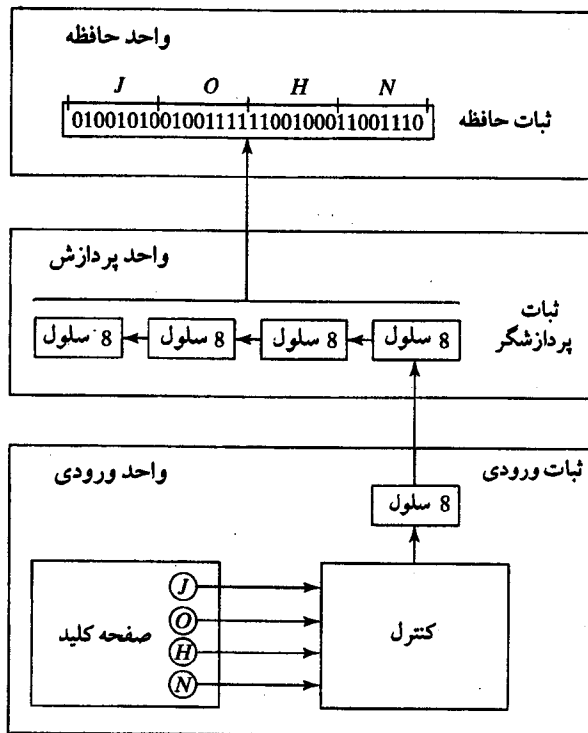 واحد حافظه
J O H N
01001010010011111100100011001110 ثبات حافظه
واحد پردازش
ثبات پردازشگر
8 سلول 8 سلول 8 سلول 8 سلول
واحد ورودی
ثبات ورودی
8 سلول
صفحه کلید
J
O
H
N
کنترل